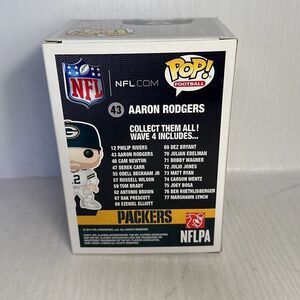 NFL
NFL.COM
POP!
FOOTBALL
43 AARON RODGERS
COLLECT THEM ALL!
WAVE 4 INCLUDES...
12 PHILIP RIVERS
43 AARON RODGERS
46 CAM NEWTON
47 DEREK CARR
55 ODELL BECKHAM JR
57 RUSSELL WILSON
59 TOM BRADY
62 ANTONIO BROWN
67 DAK PRESCOTT
68 EZEKIEL ELLIOTT
69 DEZ BRYANT
70 JULIAN EDELMAN
71 BOBBY WAGNER
72 JULIO JONES
73 MATT RYAN
74 CARSON WENTZ
75 JOEY BOSA
76 BEN ROETHLISBERGER
77 MARSHAWN LYNCH
PACKERS
NFLPA